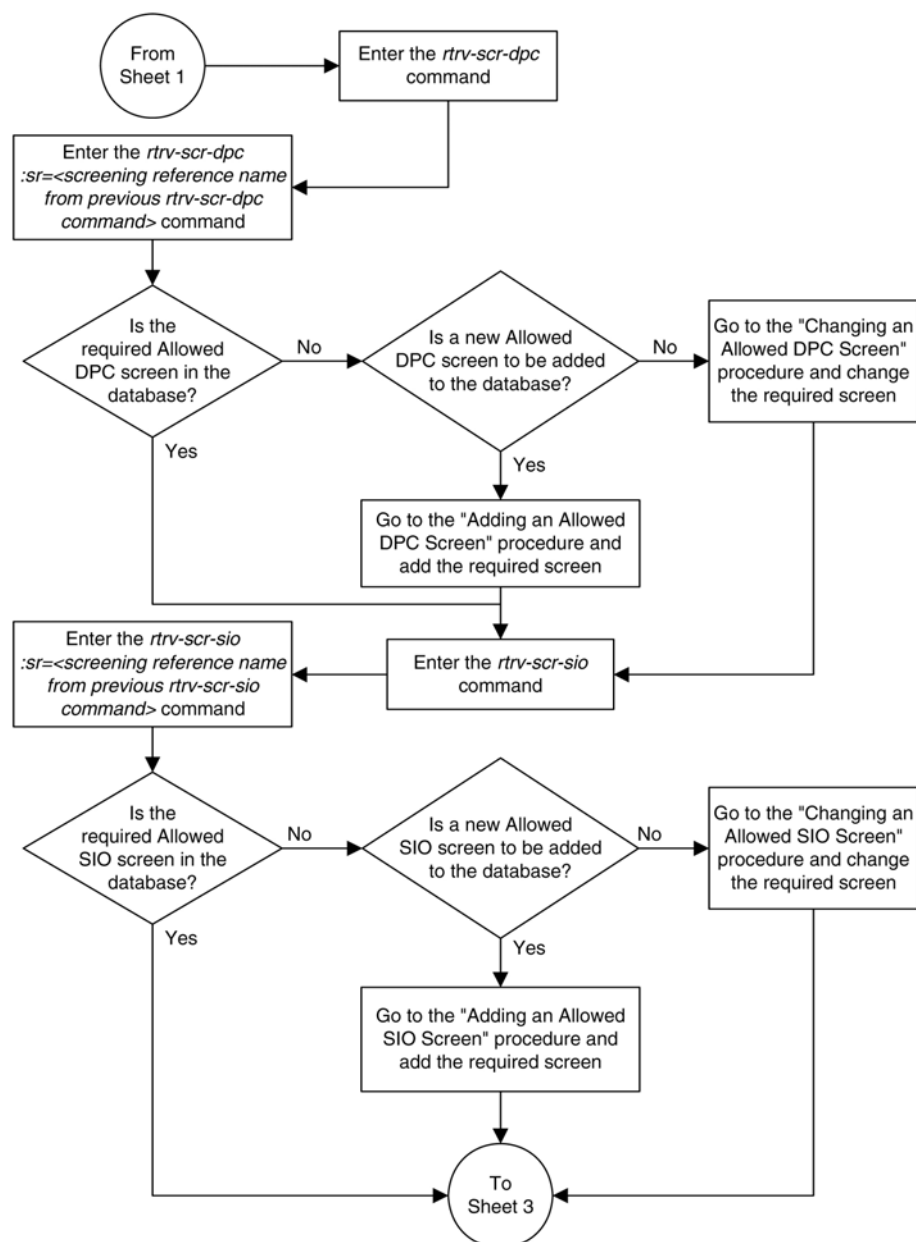 From
Sheet 1
Enter the rtrv-scr-dpc
command
Enter the rtrv-scr-dpc
:sr=<screening reference name
from previous rtrv-scr-dpc
command> command
Is the
required Allowed
DPC screen in the
database?
No
Yes
Is a new Allowed
DPC screen to be added
to the database?
No
Yes
Go to the "Changing an
Allowed DPC Screen"
procedure and change
the required screen
Go to the "Adding an Allowed
DPC Screen" procedure and
add the required screen
Enter the rtrv-scr-sio
command
Enter the rtrv-scr-sio
:sr=<screening reference name
from previous rtrv-scr-sio
command> command
Is the
required Allowed
SIO screen in the
database?
No
Yes
Is a new Allowed
SIO screen to be added
to the database?
No
Yes
Go to the "Changing an
Allowed SIO Screen"
procedure and change
the required screen
Go to the "Adding an Allowed
SIO Screen" procedure and
add the required screen
To
Sheet 3